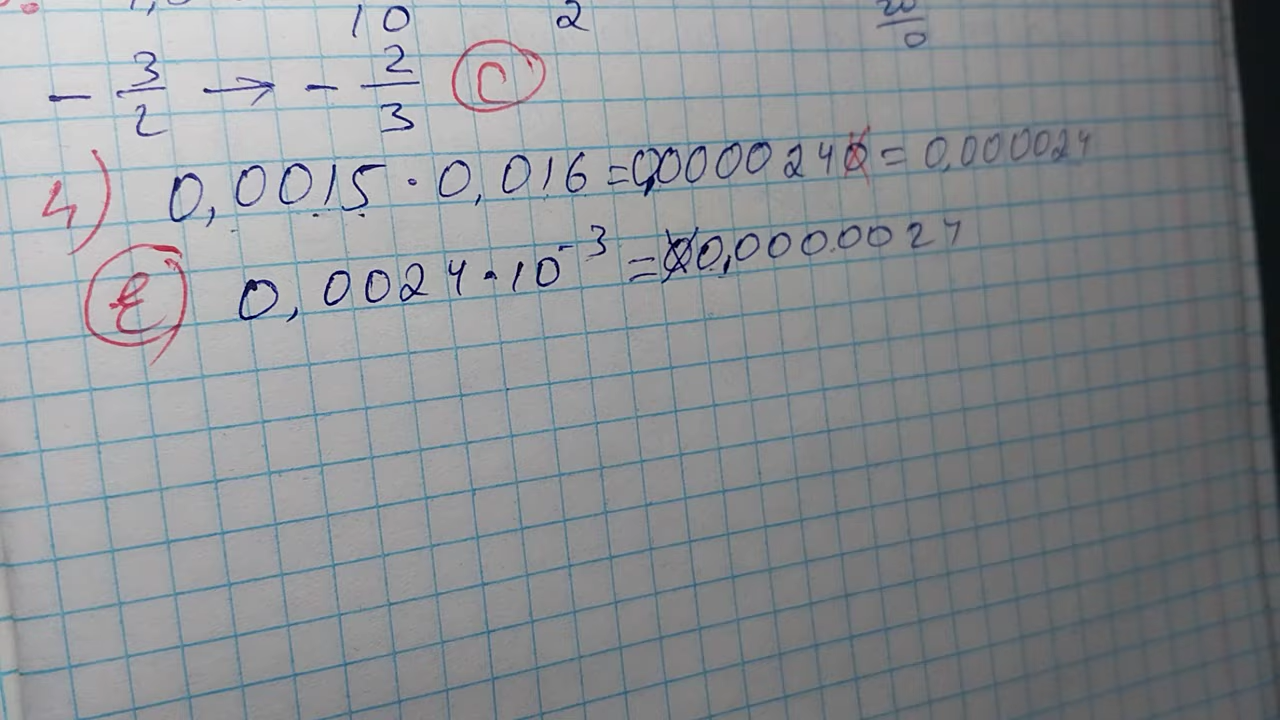 10 2
- 3/2 → - 2/3 C
4) 0,0015 · 0,016 = 0,0000240 = 0,000024
E 0,0024 · 10⁻³ = 0,0000024